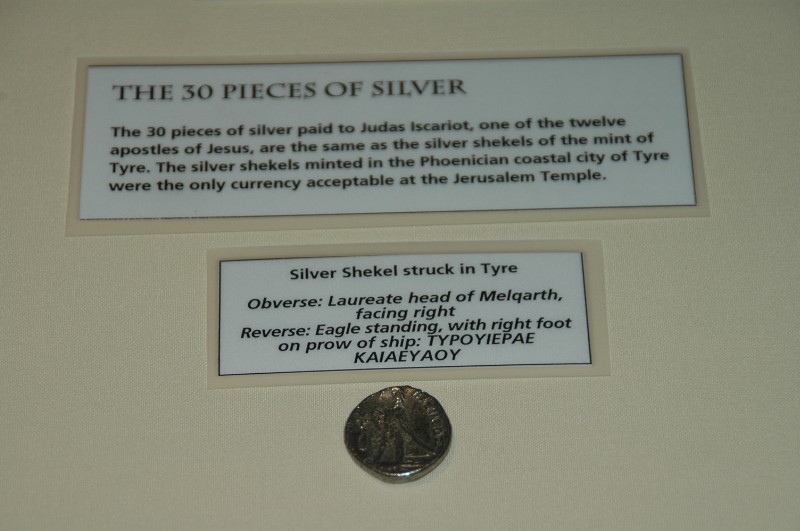 THE 30 PIECES OF SILVER
The 30 pieces of silver paid to Judas Iscariot, one of the twelve
apostles of Jesus, are the same as the silver shekels of the mint of
Tyre. The silver shekels minted in the Phoenician coastal city of Tyre
were the only currency acceptable at the Jerusalem Temple.
Silver Shekel struck in Tyre
Obverse: Laureate head of Melqarth,
facing right
Reverse: Eagle standing, with right foot
on prow of ship: TYPOYIEPAE
KAIAEYAOY